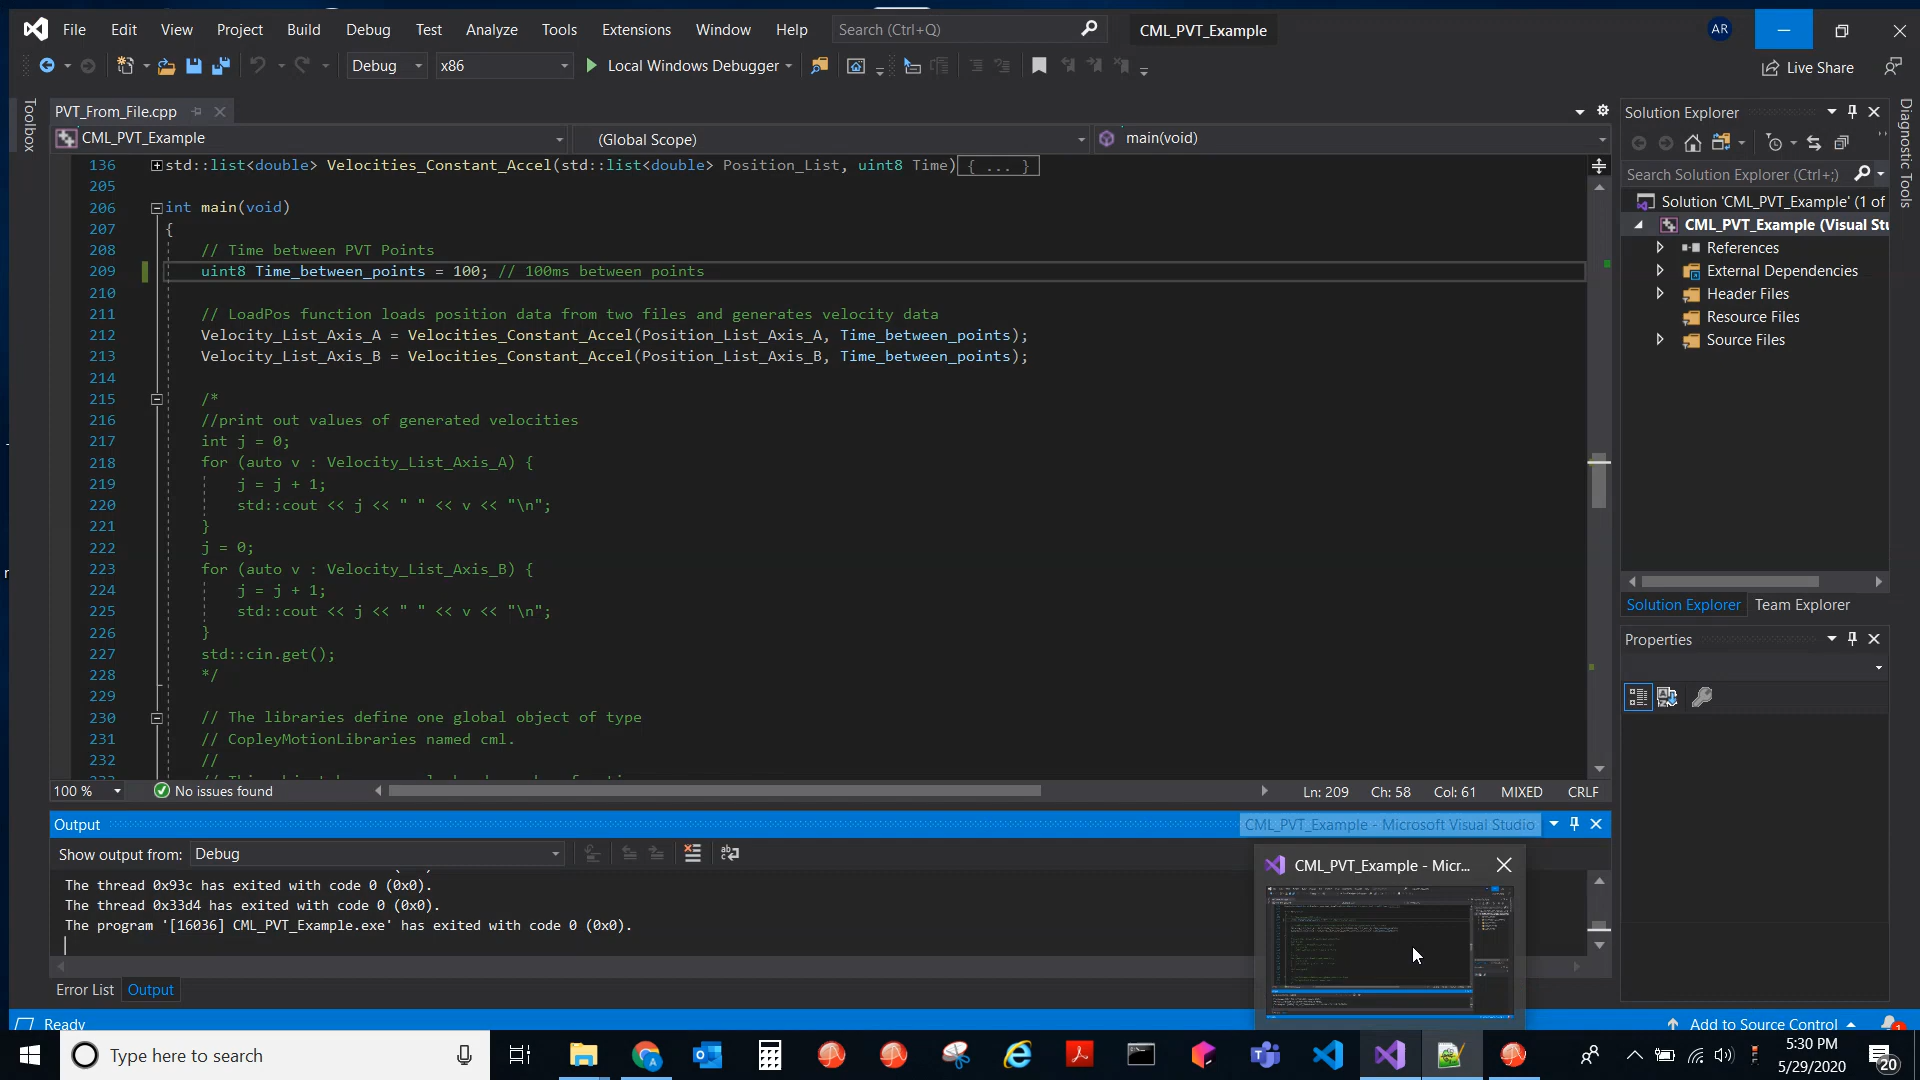 File Edit View Project Build Debug Test Analyze Tools Extensions Window Help Search (Ctrl+Q) CML_PVT_Example AR
Debug x86 Local Windows Debugger Live Share
Toolbox
PVT_From_File.cpp
CML_PVT_Example (Global Scope) main(void)
136 std::list<double> Velocities_Constant_Accel(std::list<double> Position_List, uint8 Time){ ... }
205
206 int main(void)
207 {
208 // Time between PVT Points
209 uint8 Time_between_points = 100; // 100ms between points
210
211 // LoadPos function loads position data from two files and generates velocity data
212 Velocity_List_Axis_A = Velocities_Constant_Accel(Position_List_Axis_A, Time_between_points);
213 Velocity_List_Axis_B = Velocities_Constant_Accel(Position_List_Axis_B, Time_between_points);
214
215 /*
216 //print out values of generated velocities
217 int j = 0;
218 for (auto v : Velocity_List_Axis_A) {
219 j = j + 1;
220 std::cout << j << " " << v << "\n";
221 }
222 j = 0;
223 for (auto v : Velocity_List_Axis_B) {
224 j = j + 1;
225 std::cout << j << " " << v << "\n";
226 }
227 std::cin.get();
228 */
229
230 // The libraries define one global object of type
231 // CopleyMotionLibraries named cml.
232 //
100 % No issues found Ln: 209 Ch: 58 Col: 61 MIXED CRLF
Output CML_PVT_Example - Microsoft Visual Studio
Show output from: Debug
The thread 0x93c has exited with code 0 (0x0).
The thread 0x33d4 has exited with code 0 (0x0).
The program '[16036] CML_PVT_Example.exe' has exited with code 0 (0x0).
CML_PVT_Example - Micr...
Error List Output
Solution Explorer
Search Solution Explorer (Ctrl+;)
Solution 'CML_PVT_Example' (1 of
CML_PVT_Example (Visual Stu
References
External Dependencies
Header Files
Resource Files
Source Files
Solution Explorer Team Explorer
Properties
Diagnostic Tools
Ready Add to Source Control 1
Type here to search
5:30 PM
5/29/2020
20